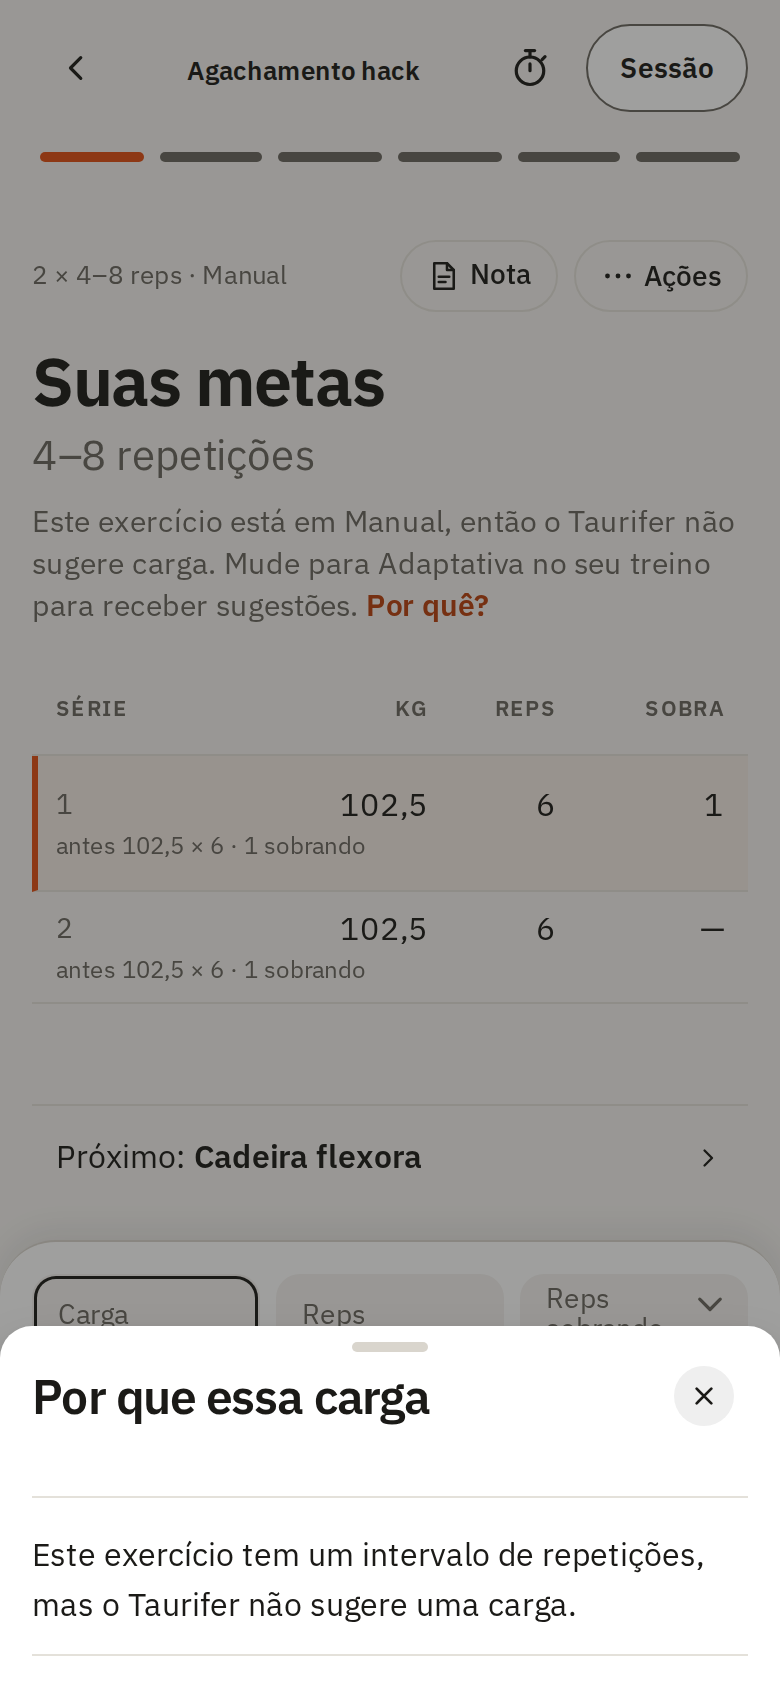 Agachamento hack
Sessão
2 × 4–8 reps · Manual
Nota
Ações
Suas metas
4–8 repetições
Este exercício está em Manual, então o Taurifer não
sugere carga. Mude para Adaptativa no seu treino
para receber sugestões. Por quê?
SÉRIE KG REPS SOBRA
1 102,5 6 1
antes 102,5 × 6 · 1 sobrando
2 102,5 6 —
antes 102,5 × 6 · 1 sobrando
Próximo: Cadeira flexora
Carga
Reps
Reps
sobrando
Por que essa carga
Este exercício tem um intervalo de repetições,
mas o Taurifer não sugere uma carga.